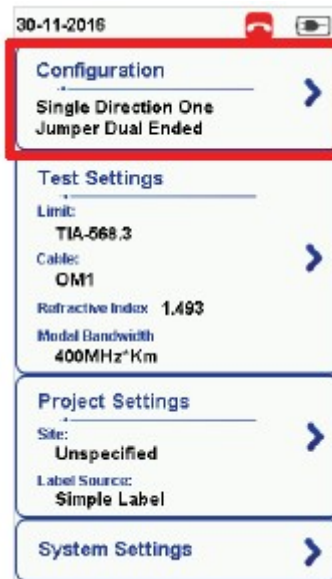 30-11-2016
Configuration
Single Direction One
Jumper Dual Ended
Test Settings
Limit:
TIA-568.3
Cable:
OM1
Refractive Index 1.493
Modal Bandwidth
400MHz*Km
Project Settings
Site:
Unspecified
Label Source:
Simple Label
System Settings